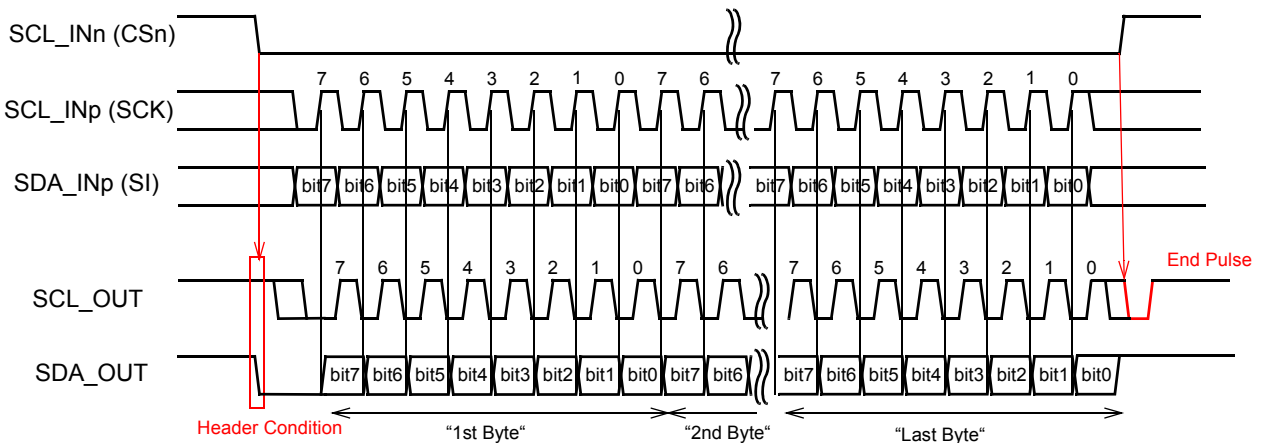 SCL_INn (CSn)
7 6 5 4 3 2 1 0 7 6 7 6 5 4 3 2 1 0
SCL_INp (SCK)
SDA_INp (SI)
bit7 bit6 bit5 bit4 bit3 bit2 bit1 bit0 bit7 bit6 bit7 bit6 bit5 bit4 bit3 bit2 bit1 bit0
End Pulse
7 6 5 4 3 2 1 0 7 6 7 6 5 4 3 2 1 0
SCL_OUT
SDA_OUT
bit7 bit6 bit5 bit4 bit3 bit2 bit1 bit0 bit7 bit6 bit7 bit6 bit5 bit4 bit3 bit2 bit1 bit0
Header Condition
“1st Byte“ “2nd Byte“ “Last Byte“